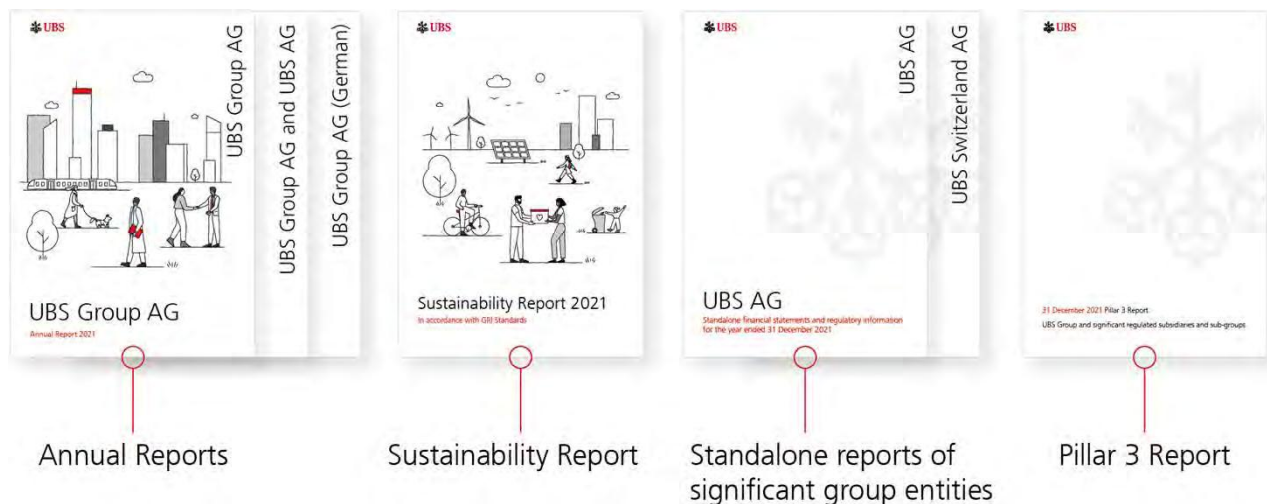 UBS
UBS Group AG
UBS Group AG and UBS AG
UBS Group AG (German)
UBS Group AG
Annual Report 2021
Annual Reports
UBS
Sustainability Report 2021
In accordance with GRI Standards
Sustainability Report
UBS
UBS AG
UBS Switzerland AG
UBS AG
Standalone financial statements and regulatory information
for the year ended 31 December 2021
Standalone reports of
significant group entities
UBS
31 December 2021 Pillar 3 Report
UBS Group and significant regulated subsidiaries and sub-groups
Pillar 3 Report